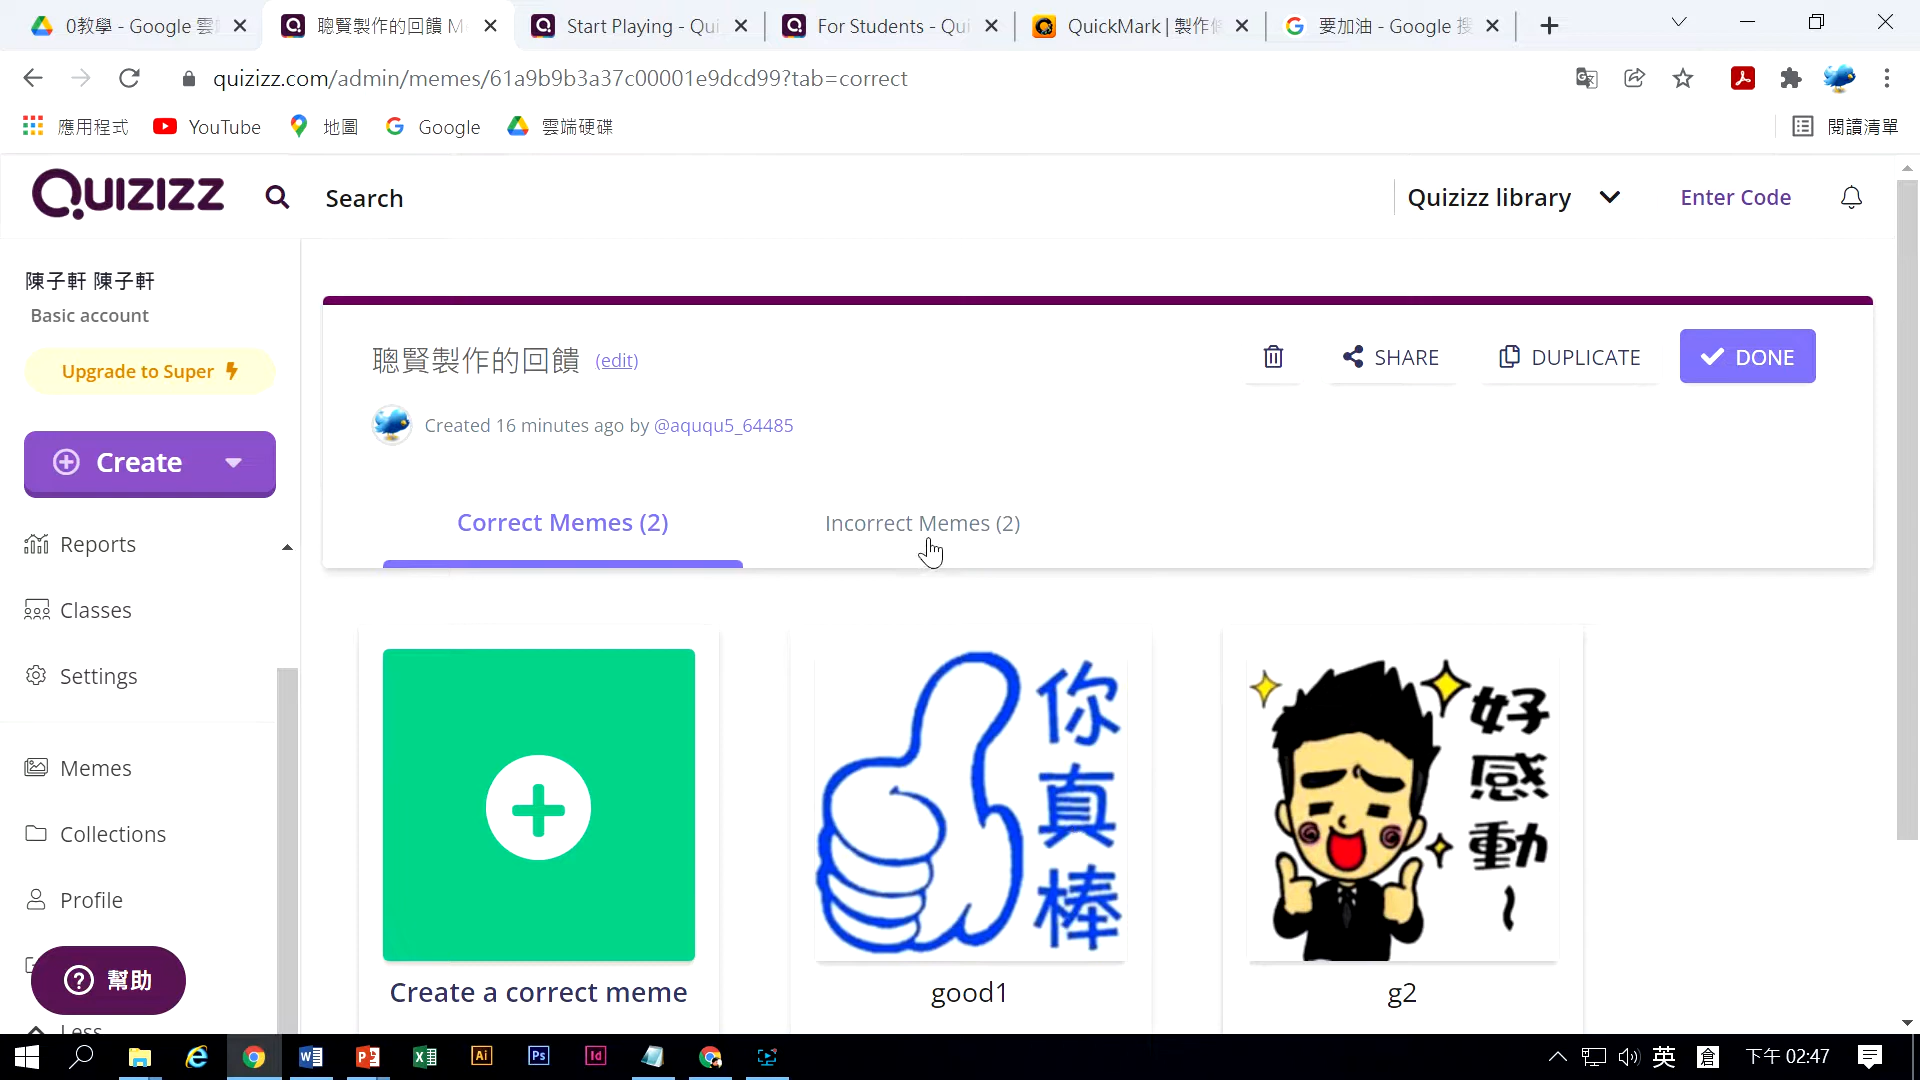 0教學 - Google 雲
聰賢製作的回饋 M
Start Playing - Qui
For Students - Qui
QuickMark | 製作
要加油 - Google 搜
quizizz.com/admin/memes/61a9b9b3a37c00001e9dcd99?tab=correct
應用程式
YouTube
地圖
Google
雲端硬碟
閱讀清單
QUIZIZZ
Search
Quizizz library
Enter Code
陳子軒 陳子軒
Basic account
Upgrade to Super
Create
Reports
Classes
Settings
Memes
Collections
Profile
幫助
Less
聰賢製作的回饋 (edit)
SHARE
DUPLICATE
DONE
Created 16 minutes ago by @aququ5_64485
Correct Memes (2)
Incorrect Memes (2)
你真棒
好感動~
Create a correct meme
good1
g2
英
倉
下午 02:47